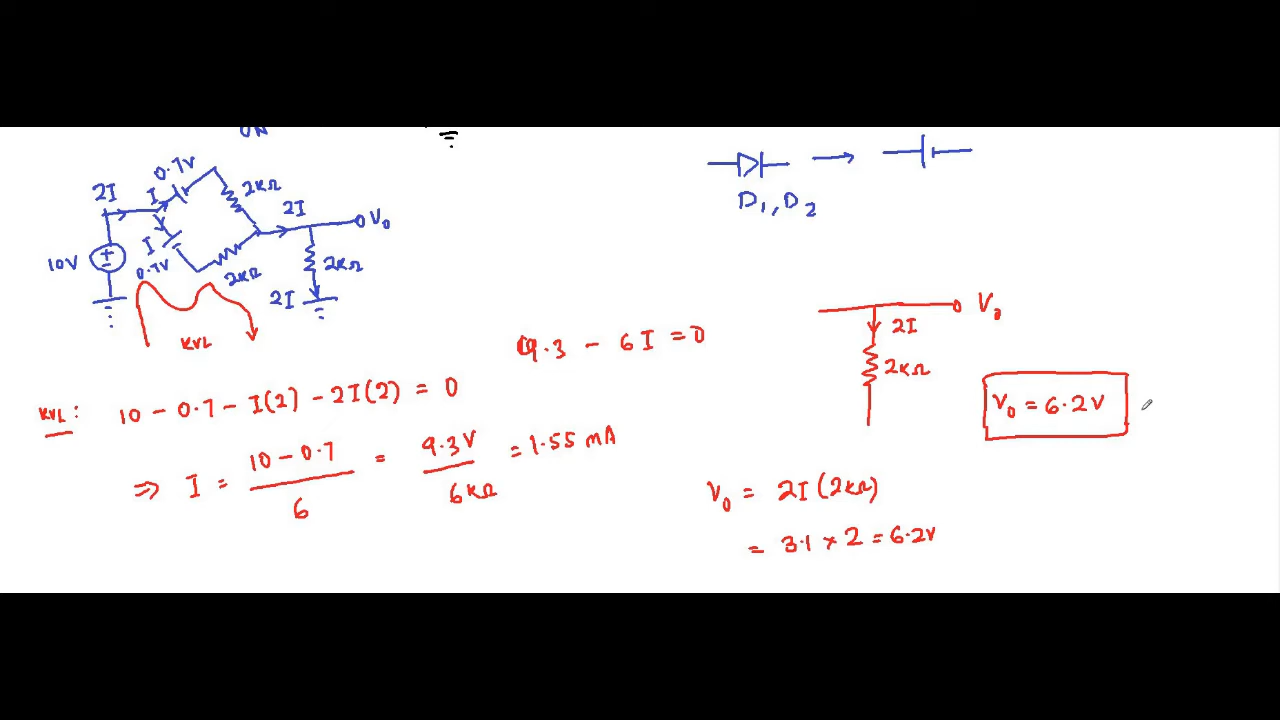 ON
0.7V
2I
I
2kΩ
2I
V0
I
10V
0.7V
2kΩ
2kΩ
2I
KVL
D1, D2
V0
2I
2kΩ
9.3 - 6I = 0
KVL: 10 - 0.7 - I(2) - 2I(2) = 0
V0 = 6.2V
⇒ I = 10 - 0.7 / 6 = 9.3V / 6kΩ = 1.55 mA
V0 = 2I (2kΩ)
= 3.1 × 2 = 6.2V